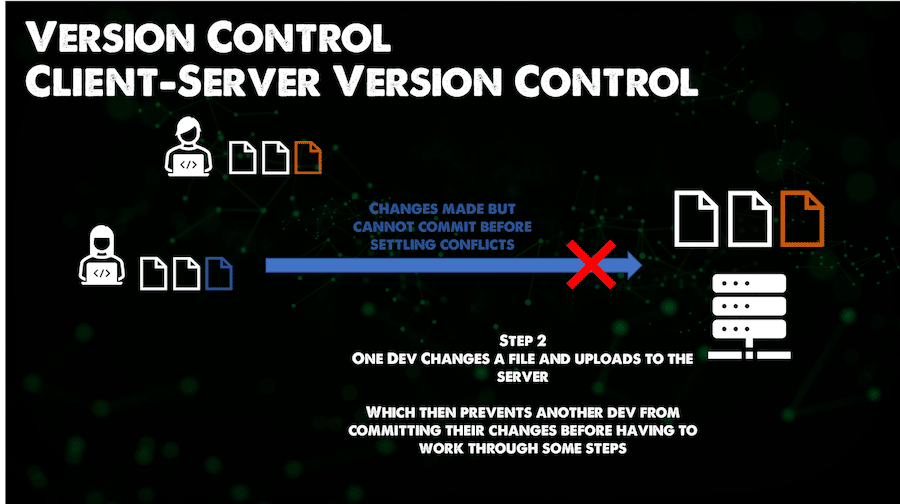 Version Control
Client-Server Version Control
</>
Changes made but
cannot commit before
settling conflicts
</>
Step 2
One Dev Changes a file and uploads to the
server
Which then prevents another dev from
committing their changes before having to
work through some steps